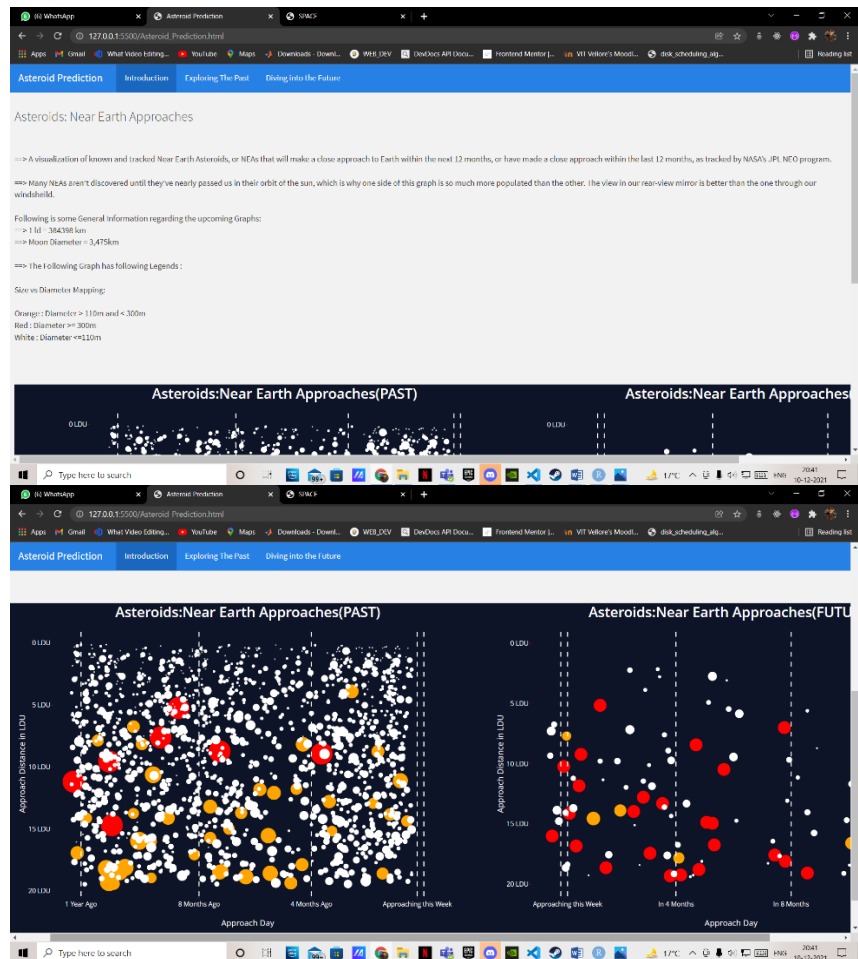 (6) WhatsApp
Asteroid Prediction
SPACE
127.0.0.1:5500/Asteroid_Prediction.html
Apps
Gmail
What Video Editing...
YouTube
Maps
Downloads - Downl...
WEB_DEV
DevDocs API Docu...
Frontend Mentor |...
VIT Vellore's Moodl...
disk_scheduling_alg...
Reading list
Asteroid Prediction
Introduction
Exploring The Past
Diving into the Future
Asteroids: Near Earth Approaches
==> A visualization of known and tracked Near Earth Asteroids, or NEAs that will make a close approach to Earth within the next 12 months, or have made a close approach within the last 12 months, as tracked by NASA's JPL NEO program.
==> Many NEAs aren't discovered until they've nearly passed us in their orbit of the sun, which is why one side of this graph is so much more populated than the other. The view in our rear-view mirror is better than the one through our
windsheild.
Following is some General Information regarding the upcoming Graphs:
==> 1 ld = 384398 km
==> Moon Diameter = 3,475km
==> The Following Graph has following Legends :
Size vs Diameter Mapping:
Orange : Diameter > 110m and < 300m
Red : Diameter >= 300m
White : Diameter <=110m
Asteroids:Near Earth Approaches(PAST)
Asteroids:Near Earth Approaches(
0 LDU
0 LDU
Type here to search
99+
17°C
ENG
20:41
10-12-2021
(6) WhatsApp
Asteroid Prediction
SPACE
127.0.0.1:5500/Asteroid_Prediction.html
Apps
Gmail
What Video Editing...
YouTube
Maps
Downloads - Downl...
WEB_DEV
DevDocs API Docu...
Frontend Mentor |...
VIT Vellore's Moodl...
disk_scheduling_alg...
Reading list
Asteroid Prediction
Introduction
Exploring The Past
Diving into the Future
Asteroids:Near Earth Approaches(PAST)
Approach Distance in LDU
0 LDU
5 LDU
10 LDU
15 LDU
20 LDU
1 Year Ago
8 Months Ago
4 Months Ago
Approaching this Week
Approach Day
Asteroids:Near Earth Approaches(FUTU
Approach Distance in LDU
0 LDU
5 LDU
10 LDU
15 LDU
20 LDU
Approaching this Week
In 4 Months
In 8 Months
Approach Day
Type here to search
99+
17°C
ENG
20:41
10-12-2021